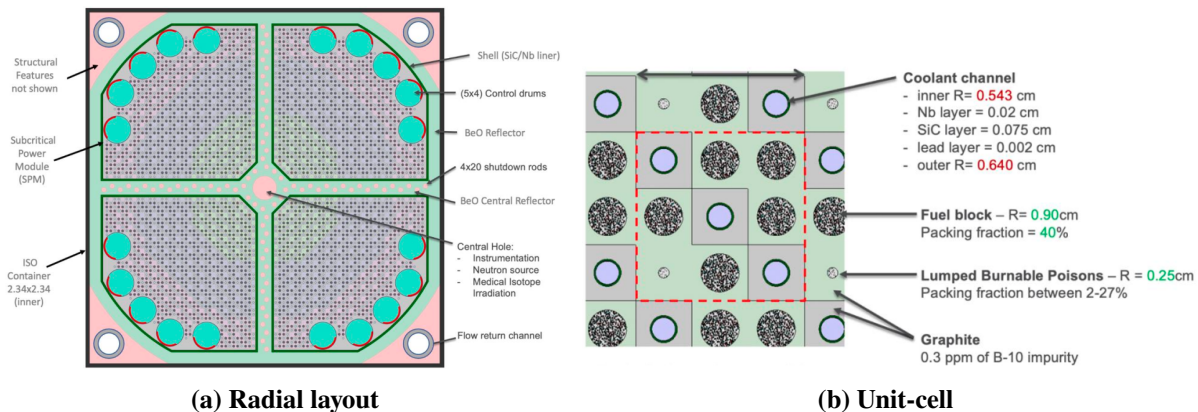 Structural
Features
not shown
Subcritical
Power
Module
(SPM)
ISO
Container
2.34x2.34
(inner)
Shell (SiC/Nb liner)
(5x4) Control drums
BeO Reflector
4x20 shutdown rods
BeO Central Reflector
Central Hole:
- Instrumentation
- Neutron source
- Medical Isotope
Irradiation
Flow return channel
(a) Radial layout
Coolant channel
- inner R= 0.543 cm
- Nb layer = 0.02 cm
- SiC layer = 0.075 cm
- lead layer = 0.002 cm
- outer R= 0.640 cm
Fuel block – R= 0.90cm
Packing fraction = 40%
Lumped Burnable Poisons – R = 0.25cm
Packing fraction between 2-27%
Graphite
0.3 ppm of B-10 impurity
(b) Unit-cell